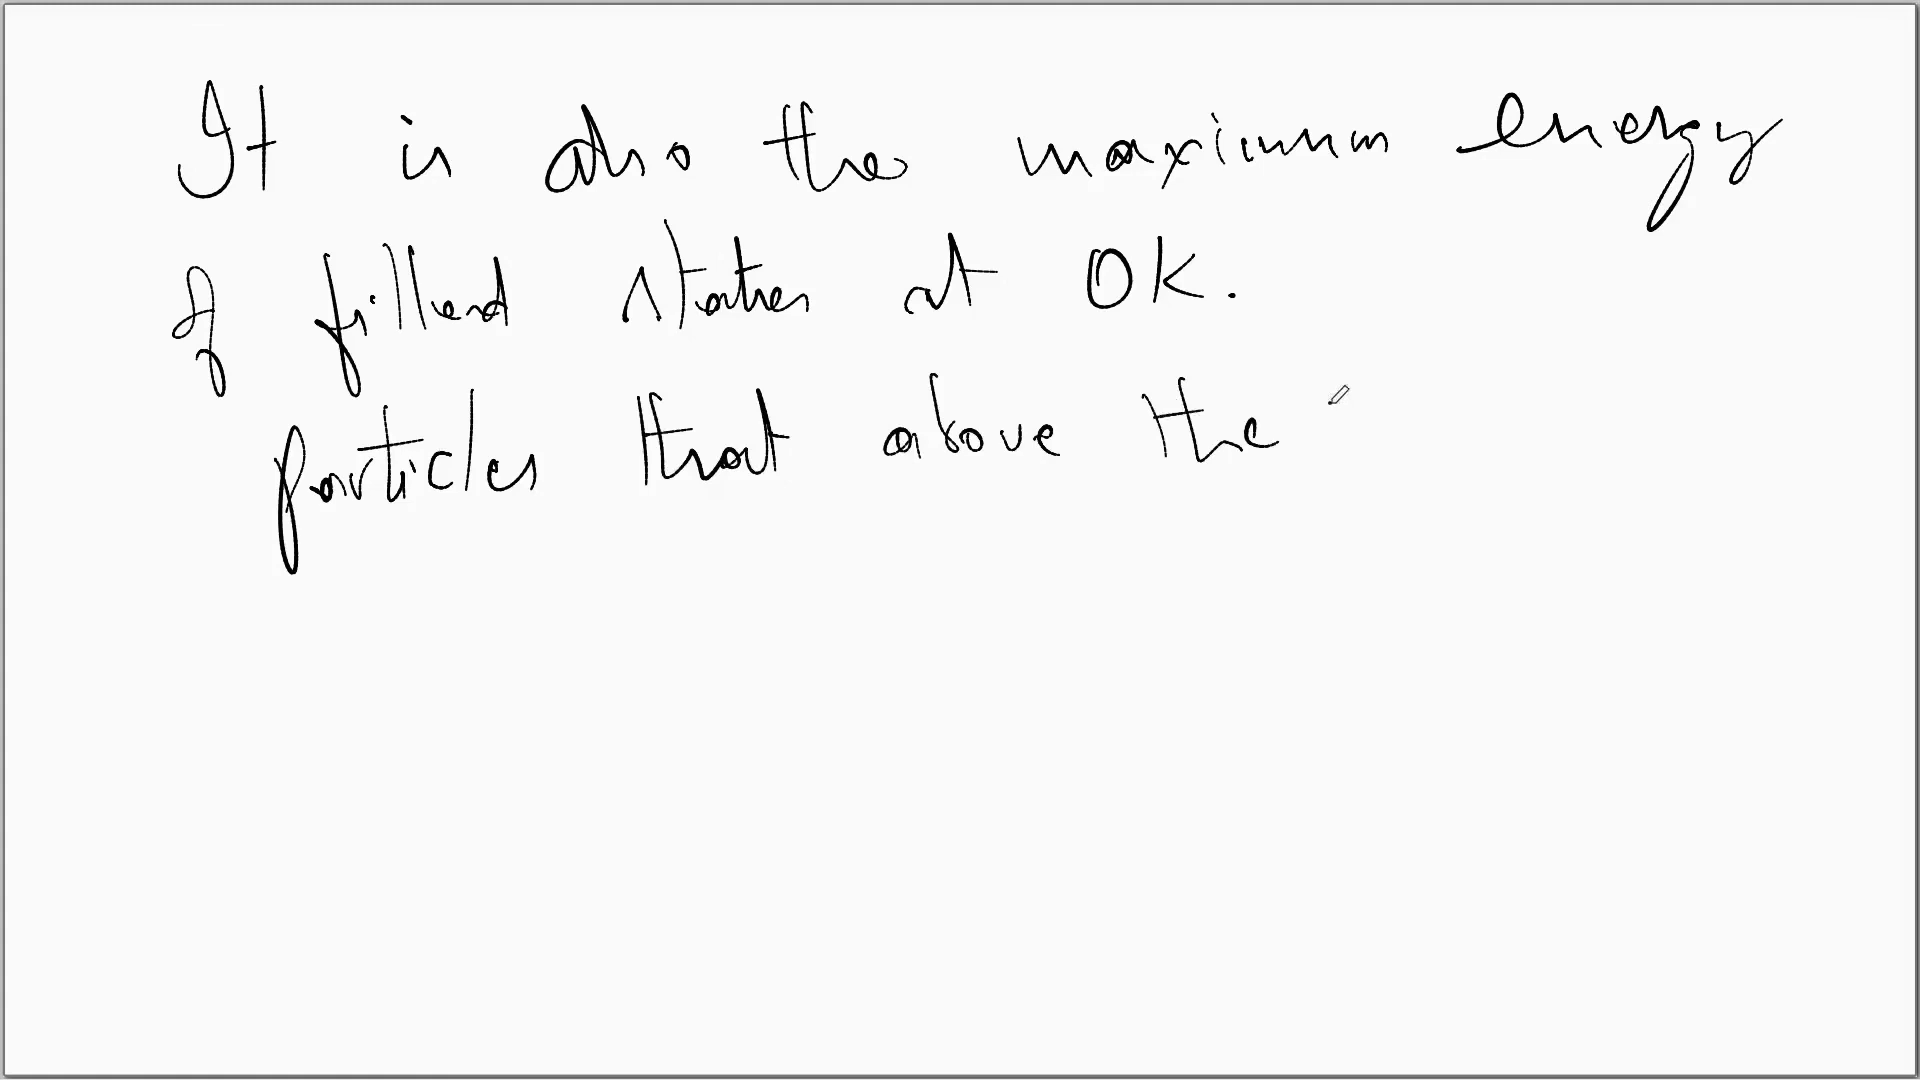 It is also the maximum energy
of filled states at 0K.
particles that above the